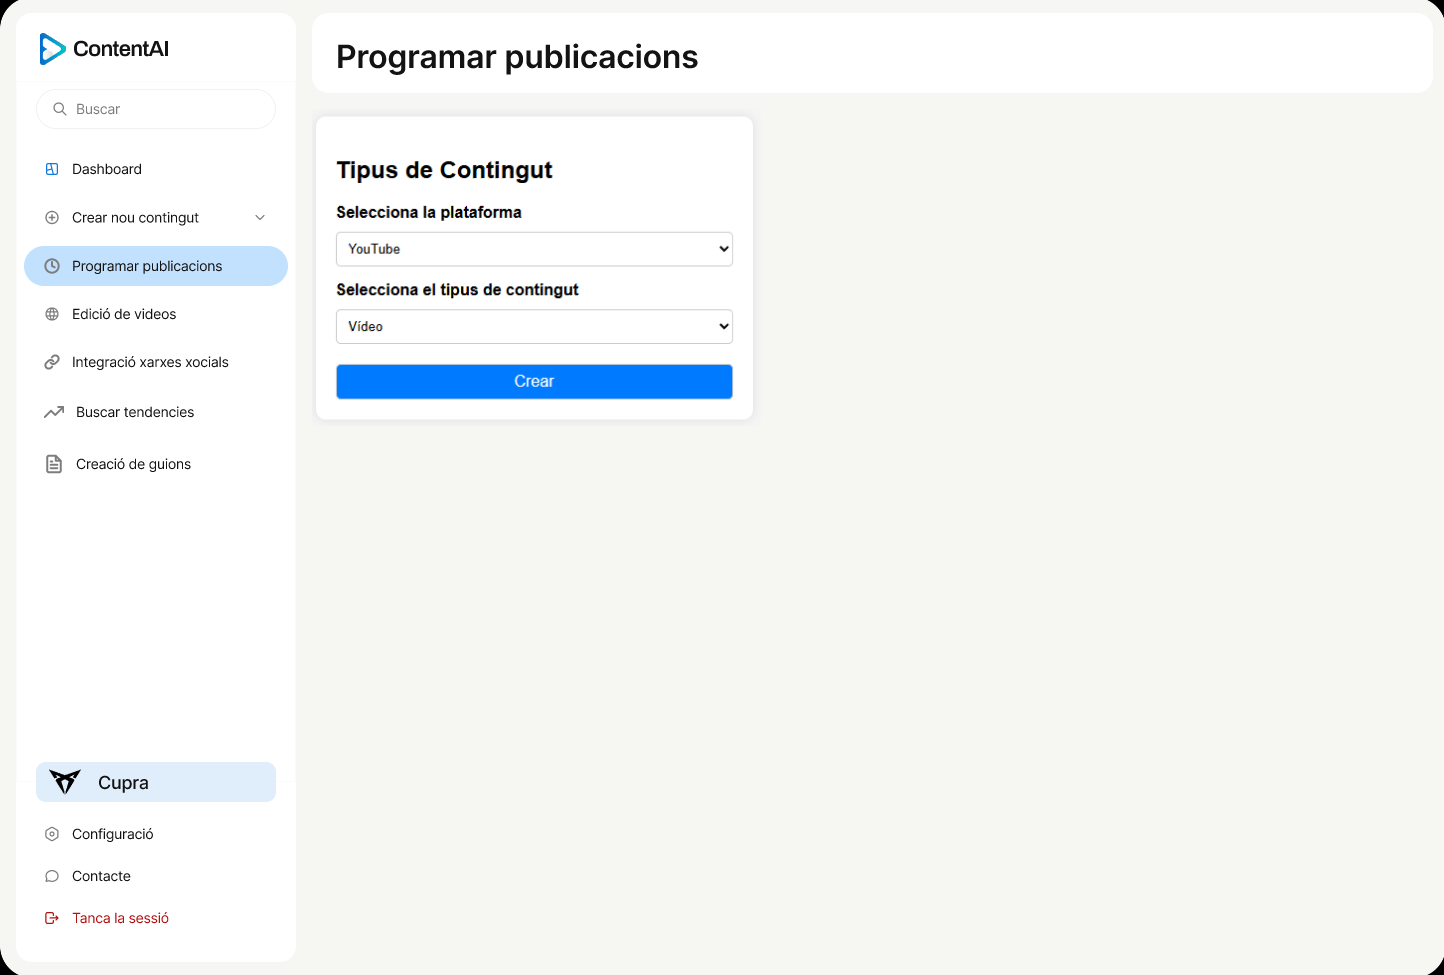 ContentAI
Buscar
Dashboard
Crear nou contingut
Programar publicacions
Edició de videos
Integració xarxes xocials
Buscar tendencies
Creació de guions
Cupra
Configuració
Contacte
Tanca la sessió
Programar publicacions
Tipus de Contingut
Selecciona la plataforma
YouTube
Selecciona el tipus de contingut
Vídeo
Crear